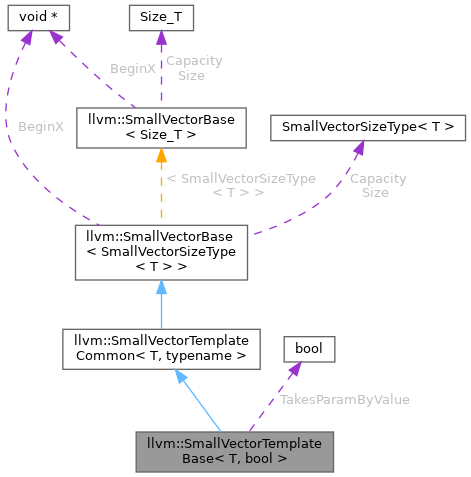 void *
Size_T
BeginX
Capacity
Size
llvm::SmallVectorBase
< Size_T >
SmallVectorSizeType< T >
BeginX
< SmallVectorSizeType
< T > >
Capacity
Size
llvm::SmallVectorBase
< SmallVectorSizeType
< T > >
llvm::SmallVectorTemplate
Common< T, typename >
bool
TakesParamByValue
llvm::SmallVectorTemplate
Base< T, bool >